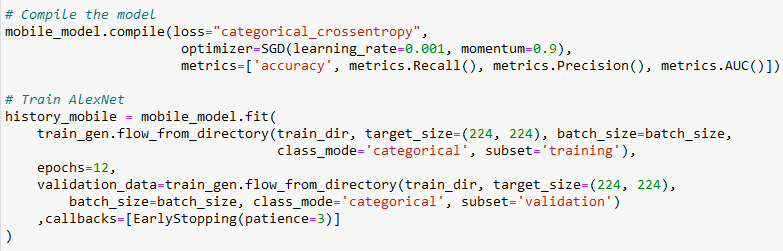 # Compile the model
mobile_model.compile(loss="categorical_crossentropy",
                     optimizer=SGD(learning_rate=0.001, momentum=0.9),
                     metrics=['accuracy', metrics.Recall(), metrics.Precision(), metrics.AUC()])
# Train AlexNet
history_mobile = mobile_model.fit(
    train_gen.flow_from_directory(train_dir, target_size=(224, 224), batch_size=batch_size,
                                  class_mode='categorical', subset='training'),
    epochs=12,
    validation_data=train_gen.flow_from_directory(train_dir, target_size=(224, 224),
        batch_size=batch_size, class_mode='categorical', subset='validation')
    ,callbacks=[EarlyStopping(patience=3)]
)